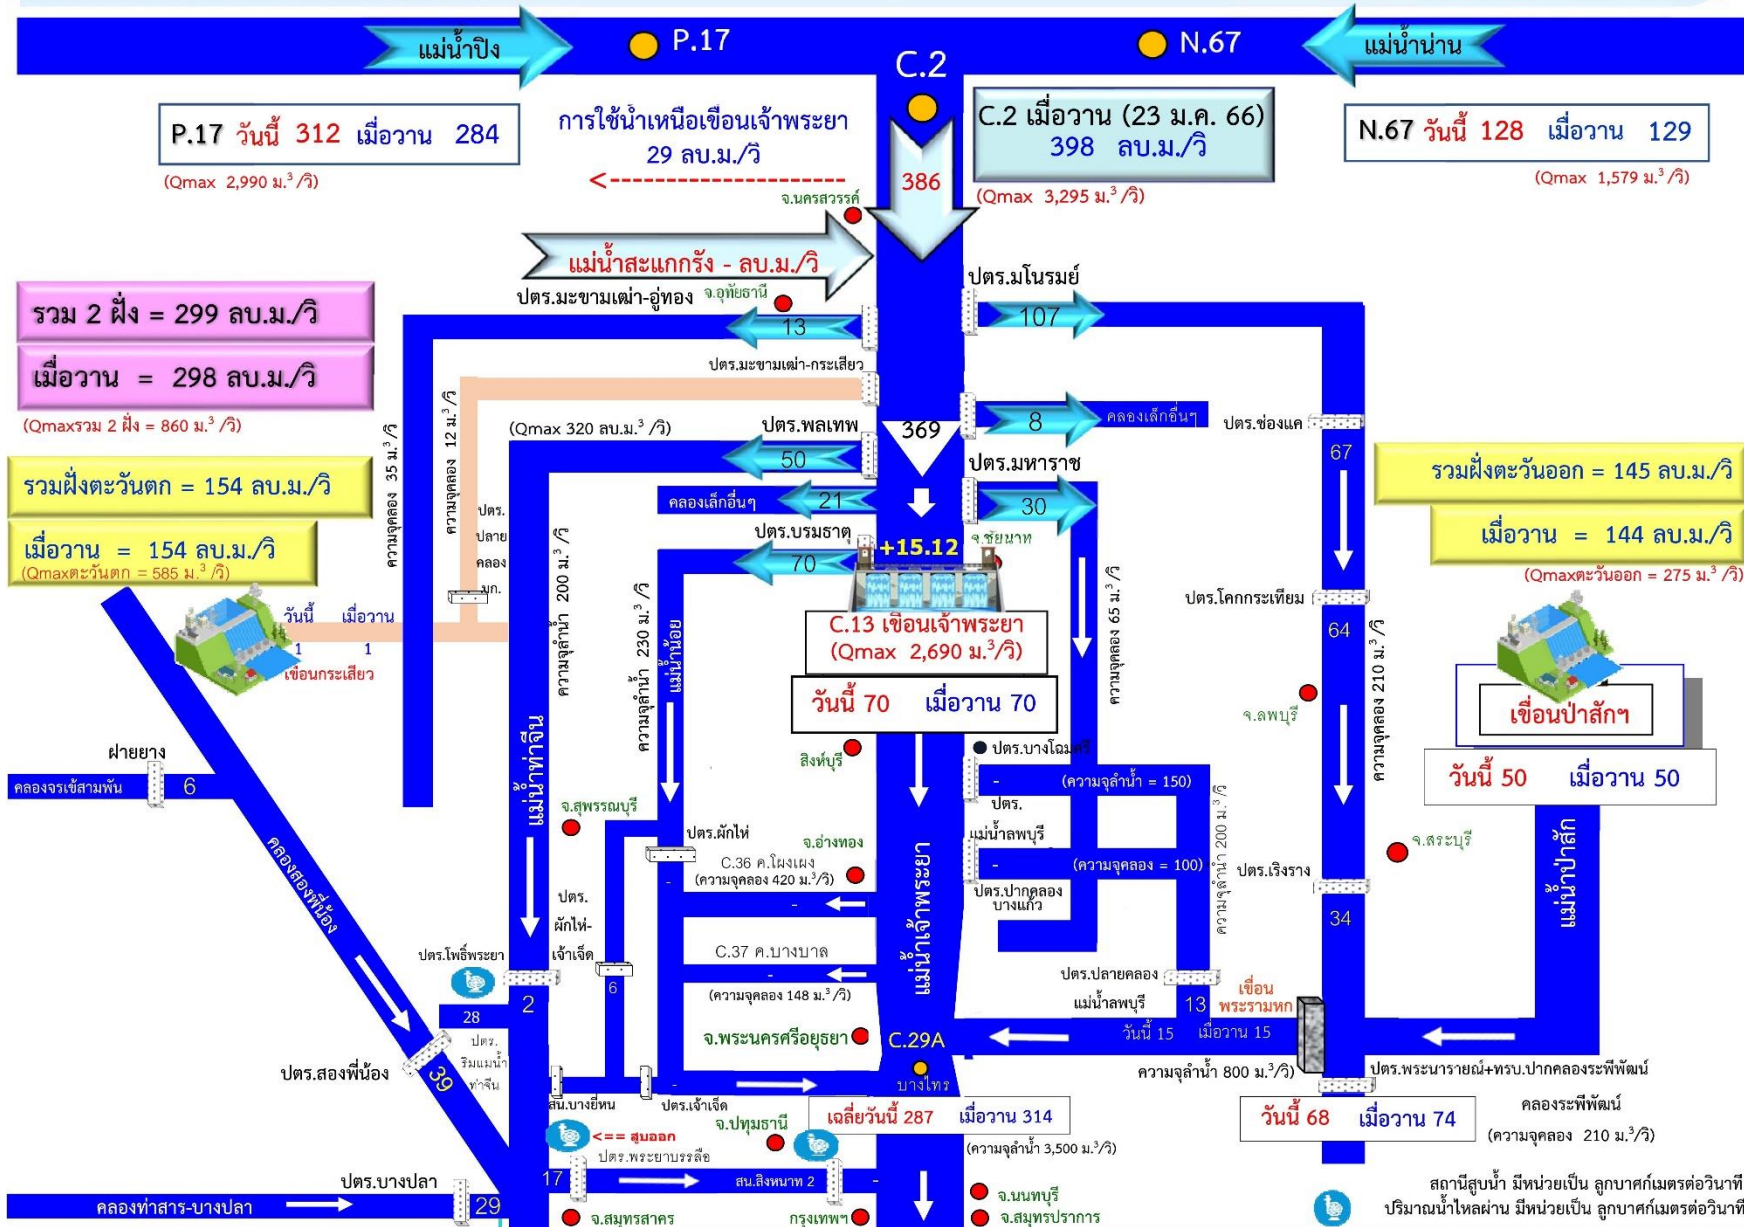 แม่น้ำปิง
P.17
C.2
N.67
แม่น้ำน่าน
P.17 วันนี้ 312 เมื่อวาน 284
(Qmax 2,990 ม.³/วิ)
การใช้น้ำเหนือเขื่อนเจ้าพระยา
29 ลบ.ม./วิ
<--------------------
386
C.2 เมื่อวาน (23 ม.ค. 66)
398 ลบ.ม./วิ
(Qmax 3,295 ม.³/วิ)
N.67 วันนี้ 128 เมื่อวาน 129
(Qmax 1,579 ม.³/วิ)
จ.นครสวรรค์
แม่น้ำสะแกกรัง - ลบ.ม./วิ
ปตร.มะขามเฒ่า-อู่ทอง
จ.อุทัยธานี
13
ปตร.มโนรมย์
107
รวม 2 ฝั่ง = 299 ลบ.ม./วิ
เมื่อวาน = 298 ลบ.ม./วิ
(Qmaxรวม 2 ฝั่ง = 860 ม.³/วิ)
ปตร.มะขามเฒ่า-กระเสียว
ความจุคลอง 35 ม.³/วิ
ความจุคลอง 12 ม.³/วิ
(Qmax 320 ลบ.ม.³/วิ)
ปตร.พลเทพ
50
369
8
คลองเล็กอื่นๆ
ปตร.ช่องแค
67
รวมฝั่งตะวันตก = 154 ลบ.ม./วิ
เมื่อวาน = 154 ลบ.ม./วิ
(Qmaxตะวันตก = 585 ม.³/วิ)
ปตร.
ปลาย
คลอง
มก.
คลองเล็กอื่นๆ
21
ปตร.มหาราช
30
รวมฝั่งตะวันออก = 145 ลบ.ม./วิ
เมื่อวาน = 144 ลบ.ม./วิ
(Qmaxตะวันออก = 275 ม.³/วิ)
ปตร.บรมธาตุ
70
+15.12
จ.ชัยนาท
ความจุลำน้ำ 200 ม.³/วิ
ความจุลำน้ำ 230 ม.³/วิ
แม่น้ำน้อย
ความจุคลอง 65 ม.³/วิ
C.13 เขื่อนเจ้าพระยา
(Qmax 2,690 ม.³/วิ)
วันนี้ 70 เมื่อวาน 70
วันนี้ เมื่อวาน
1 1
เขื่อนกระเสียว
ปตร.โคกกระเทียม
64
ความจุคลอง 210 ม.³/วิ
จ.ลพบุรี
เขื่อนป่าสักฯ
วันนี้ 50 เมื่อวาน 50
ฝายยาง
คลองจรเข้สามพัน
6
แม่น้ำท่าจีน
จ.สุพรรณบุรี
สิงห์บุรี
ปตร.บางโฉมศรี
-
(ความจุลำน้ำ = 150)
ปตร.
แม่น้ำลพบุรี
-
(ความจุคลอง = 100)
ปตร.ปากคลอง
บางแก้ว
ความจุลำน้ำ 200 ม.³/วิ
ปตร.ผักไห่
-
จ.อ่างทอง
C.36 ค.โผงเผง
(ความจุคลอง 420 ม.³/วิ)
-
แม่น้ำเจ้าพระยา
ปตร.เริงราง
34
จ.สระบุรี
แม่น้ำป่าสัก
คลองสองพี่น้อง
ปตร.
ผักไห่-
เจ้าเจ็ด
6
C.37 ค.บางบาล
-
(ความจุคลอง 148 ม.³/วิ)
ปตร.โพธิ์พระยา
2
28
ปตร.
ริมแม่น้ำ
ท่าจีน
ปตร.ปลายคลอง
แม่น้ำลพบุรี
13
เขื่อน
พระรามหก
วันนี้ 15 เมื่อวาน 15
ความจุลำน้ำ 800 ม.³/วิ)
จ.พระนครศรีอยุธยา
C.29A
บางไทร
ปตร.สองพี่น้อง
39
สน.บางยี่หน
ปตร.เจ้าเจ็ด
-
ปตร.พระนารายณ์+ทรบ.ปากคลองระพีพัฒน์
เฉลี่ยวันนี้ 287 เมื่อวาน 314
(ความจุลำน้ำ 3,500 ม.³/วิ)
วันนี้ 68 เมื่อวาน 74
คลองระพีพัฒน์
(ความจุคลอง 210 ม.³/วิ)
<== สูบออก
ปตร.พระยาบรรลือ
จ.ปทุมธานี
17
สน.สิงหนาท 2
-
ปตร.บางปลา
คลองท่าสาร-บางปลา
29
จ.สมุทรสาคร
กรุงเทพฯ
จ.นนทบุรี
จ.สมุทรปราการ
สถานีสูบน้ำ มีหน่วยเป็น ลูกบาศก์เมตรต่อวินาที
ปริมาณน้ำไหลผ่าน มีหน่วยเป็น ลูกบาศก์เมตรต่อวินาที